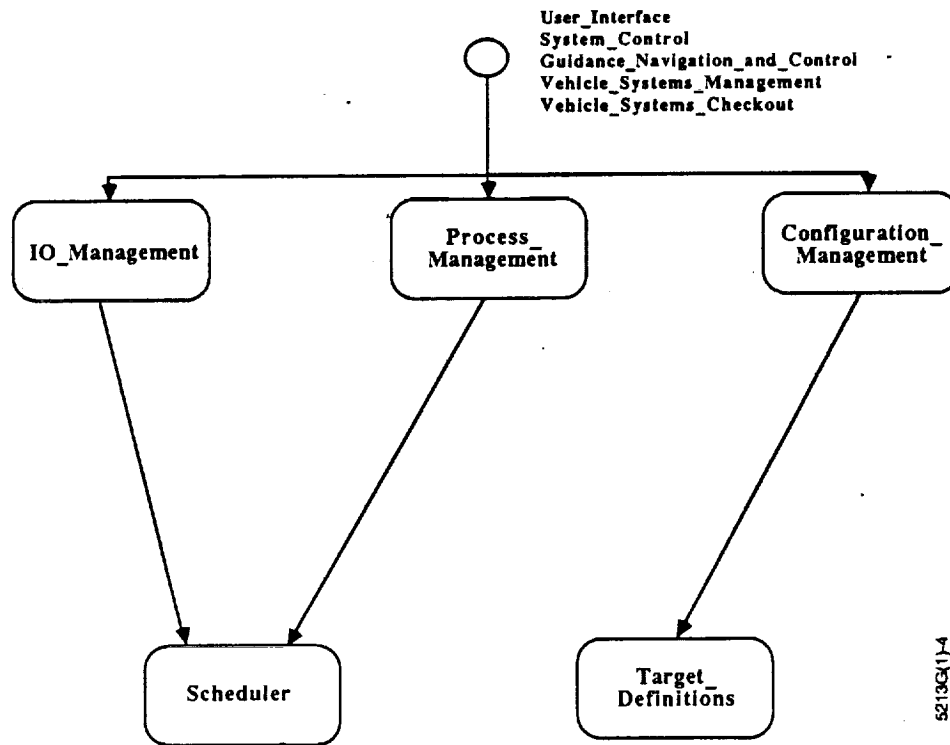 User_Interface
System_Control
Guidance_Navigation_and_Control
Vehicle_Systems_Management
Vehicle_Systems_Checkout
IO_Management
Process_
Management
Configuration_
Management
Scheduler
Target_
Definitions
5213G(1)-4